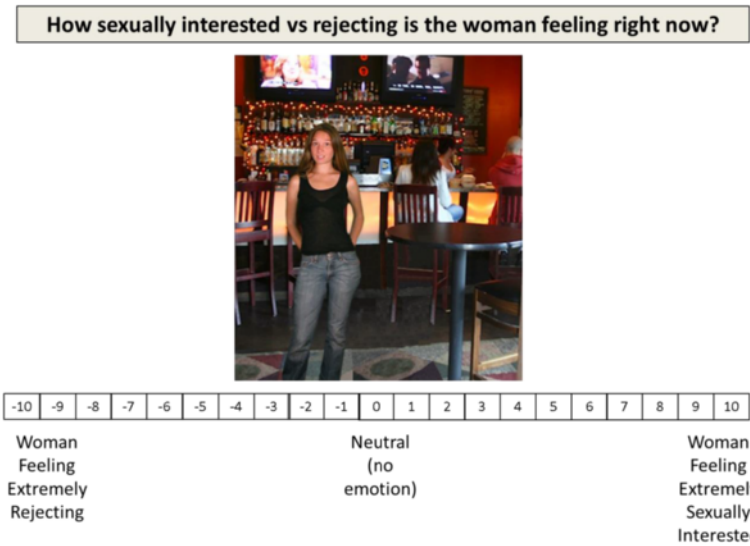 How sexually interested vs rejecting is the woman feeling right now?
-10 -9 -8 -7 -6 -5 -4 -3 -2 -1 0 1 2 3 4 5 6 7 8 9 10
Woman Neutral Woman
Feeling (no Feeling
Extremely emotion) Extremel
Rejecting Sexually
Intereste